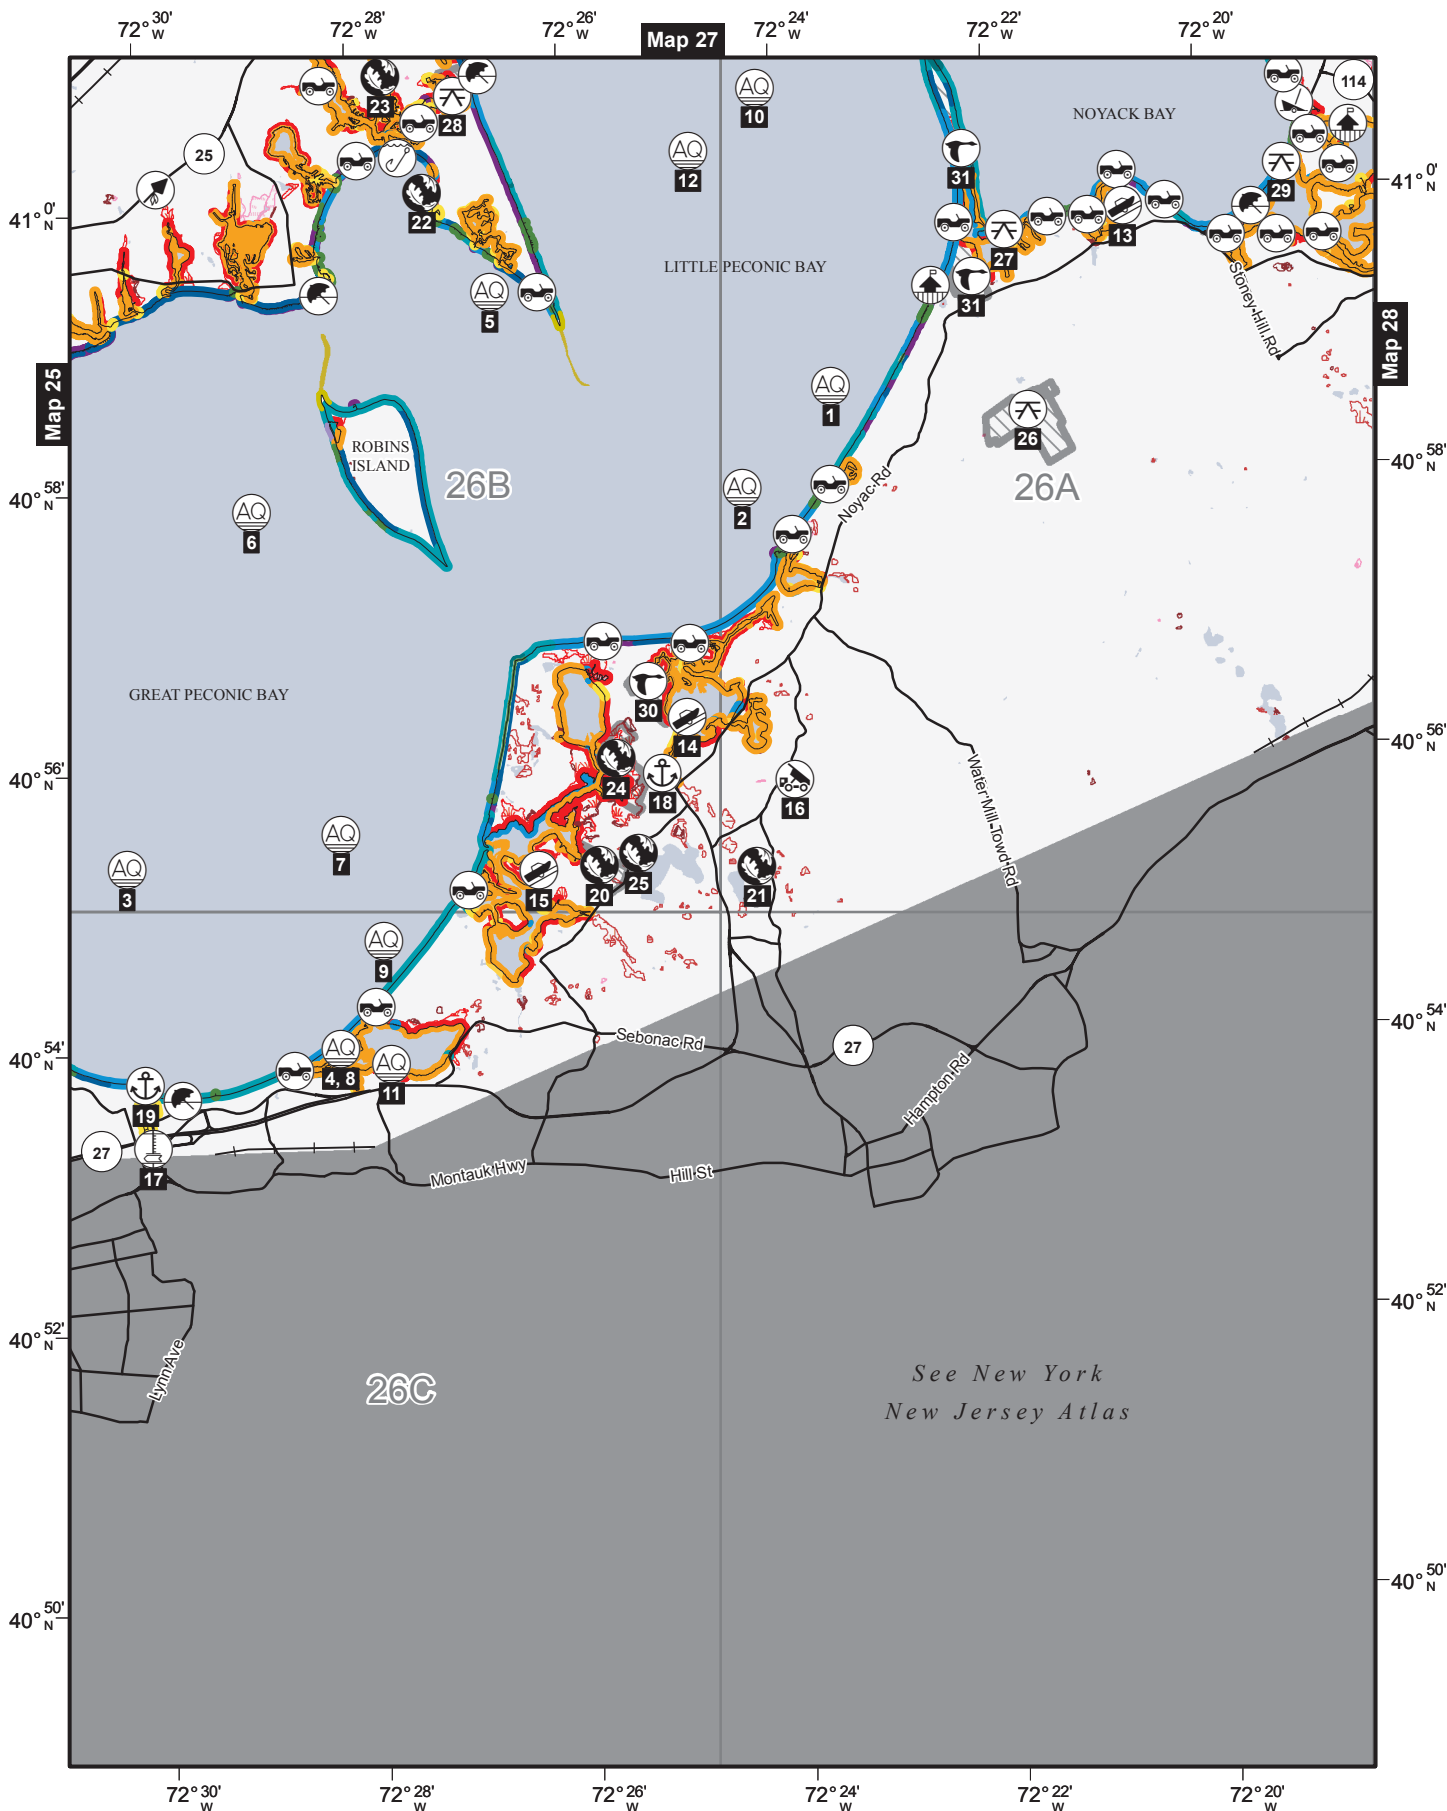 72° 30' W
72° 28' W
72° 26' W
Map 27
72° 24' W
72° 22' W
72° 20' W
23
28
AQ
10
NOYACK BAY
114
25
AQ
12
31
29
41° 0' N
41° 0' N
22
13
27
LITTLE PECONIC BAY
AQ
5
31
Stoney Hill Rd
Map 25
Map 28
AQ
1
26
ROBINS
ISLAND
26B
26A
40° 58' N
40° 58' N
AQ
2
Noyac Rd
AQ
6
GREAT PECONIC BAY
30
14
40° 56' N
40° 56' N
24
18
16
Water Mill Towd Rd
AQ
7
AQ
3
15
20
25
21
AQ
9
40° 54' N
40° 54' N
Sebonac Rd
27
AQ
4, 8
AQ
11
Hampton Rd
19
27
17
Montauk Hwy
Hill St
40° 52' N
40° 52' N
Lynn Ave
26C
See New York
New Jersey Atlas
40° 50' N
40° 50' N
72° 30' W
72° 28' W
72° 26' W
72° 24' W
72° 22' W
72° 20' W